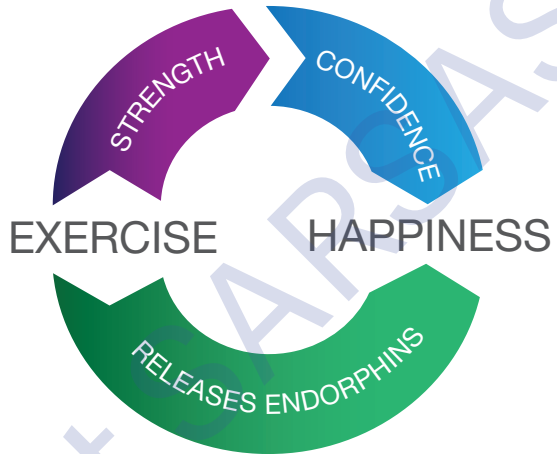 STRENGTH
CONFIDENCE
EXERCISE
HAPPINESS
RELEASES ENDORPHINS